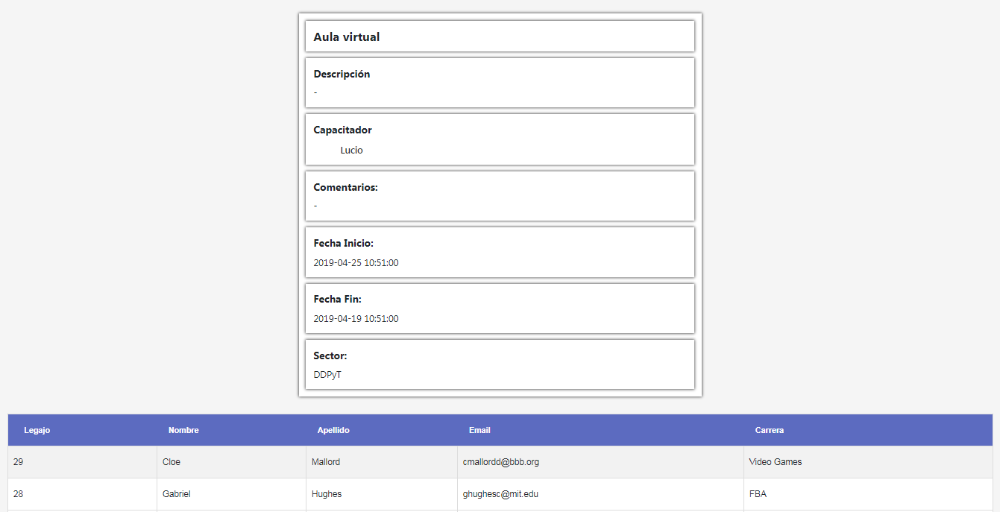 Aula virtual
Descripción
-
Capacitador
Lucio
Comentarios:
-
Fecha Inicio:
2019-04-25 10:51:00
Fecha Fin:
2019-04-19 10:51:00
Sector:
DDPyT
Legajo Nombre Apellido Email Carrera
29 Cloe Mallord cmallordd@bbb.org Video Games
28 Gabriel Hughes ghughesc@mit.edu FBA